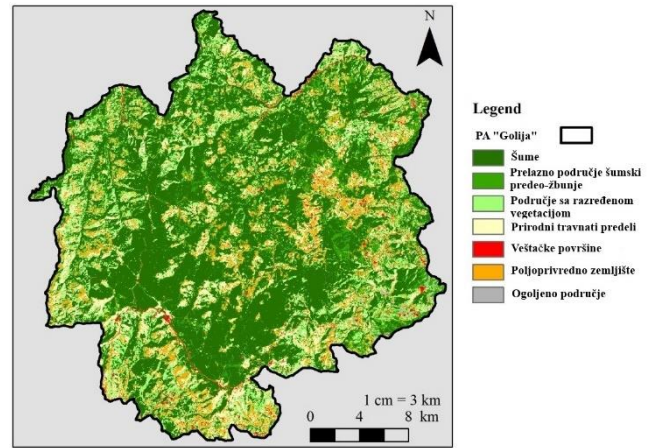 N
1 cm = 3 km
0 4 8 km
Legend
PA "Golija"
Šume
Prelazno područje šumski
predeo-žbunje
Područje sa razređenom
vegetacijom
Prirodni travnati predeli
Veštačke površine
Poljoprivredno zemljište
Ogoljeno područje